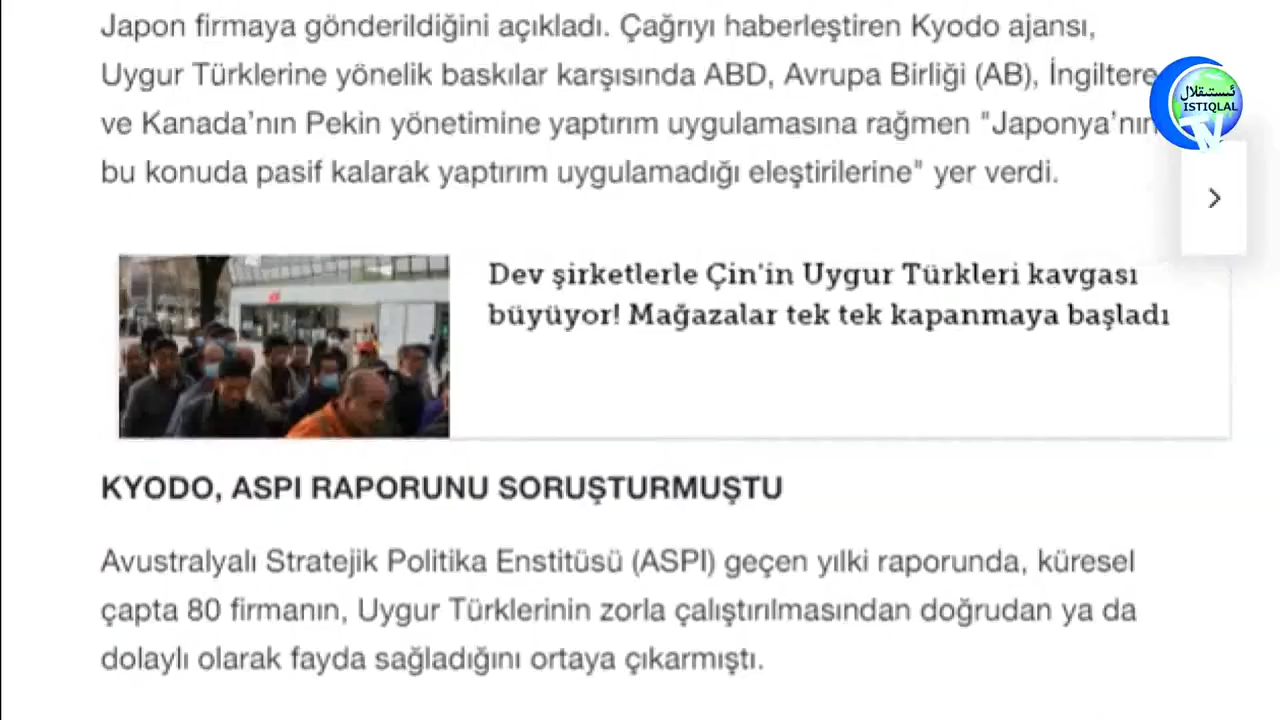 Japon firmaya gönderildiğini açıkladı. Çağrıyı haberleştiren Kyodo ajansı,
Uygur Türklerine yönelik baskılar karşısında ABD, Avrupa Birliği (AB), İngiltere
ve Kanada’nın Pekin yönetimine yaptırım uygulamasına rağmen "Japonya’nın
bu konuda pasif kalarak yaptırım uygulamadığı eleştirilerine" yer verdi.
ئىستىقلال
ISTIQLAL
TV
Dev şirketlerle Çin'in Uygur Türkleri kavgası
büyüyor! Mağazalar tek tek kapanmaya başladı
KYODO, ASPI RAPORUNU SORUŞTURMUŞTU
Avustralyalı Stratejik Politika Enstitüsü (ASPI) geçen yılki raporunda, küresel
çapta 80 firmanın, Uygur Türklerinin zorla çalıştırılmasından doğrudan ya da
dolaylı olarak fayda sağladığını ortaya çıkarmıştı.